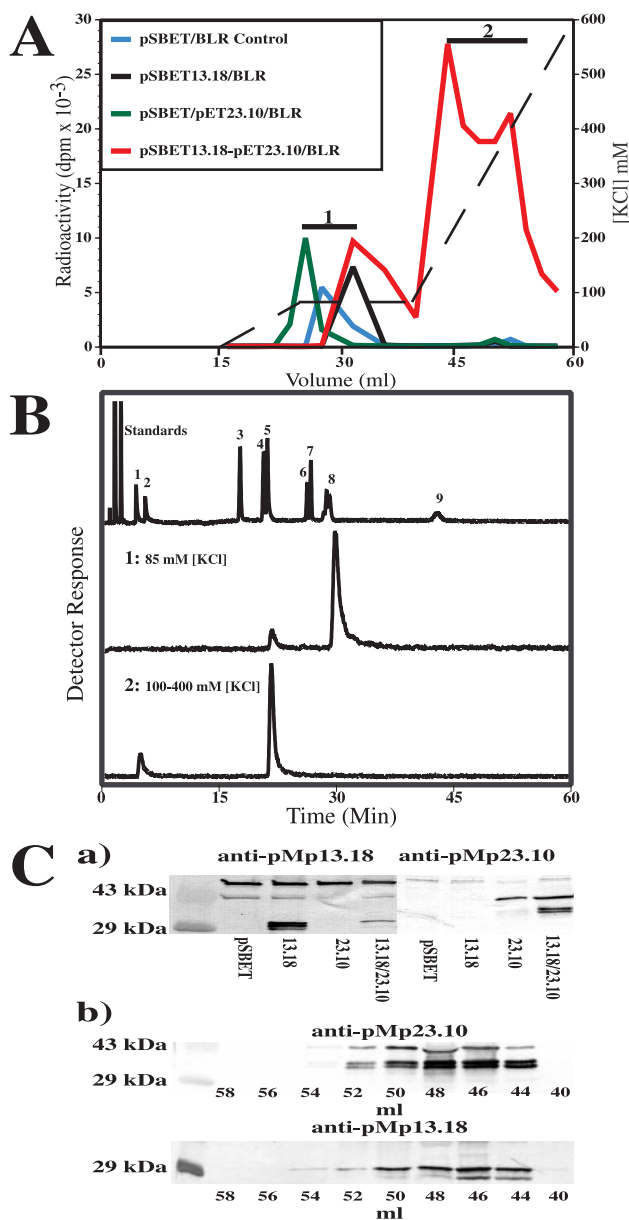 A
30
25
20
15
10
5
0
Radioactivity (dpm x 10-3)
pSBET/BLR Control
pSBET13.18/BLR
pSBET/pET23.10/BLR
pSBET13.18-pET23.10/BLR
1
2
600
500
400
300
200
100
0
[KCl] mM
0 15 30 45 60
Volume (ml)
B
Standards
1 2 3 4 5 6 7 8 9
1: 85 mM [KCl]
2: 100-400 mM [KCl]
Detector Response
0 15 30 45 60
Time (Min)
C
a)
anti-pMp13.18 anti-pMp23.10
43 kDa
29 kDa
pSBET 13.18 23.10 13.18/23.10 pSBET 13.18 23.10 13.18/23.10
b)
anti-pMp23.10
43 kDa
29 kDa
58 56 54 52 50 48 46 44 40
ml
anti-pMp13.18
29 kDa
58 56 54 52 50 48 46 44 40
ml